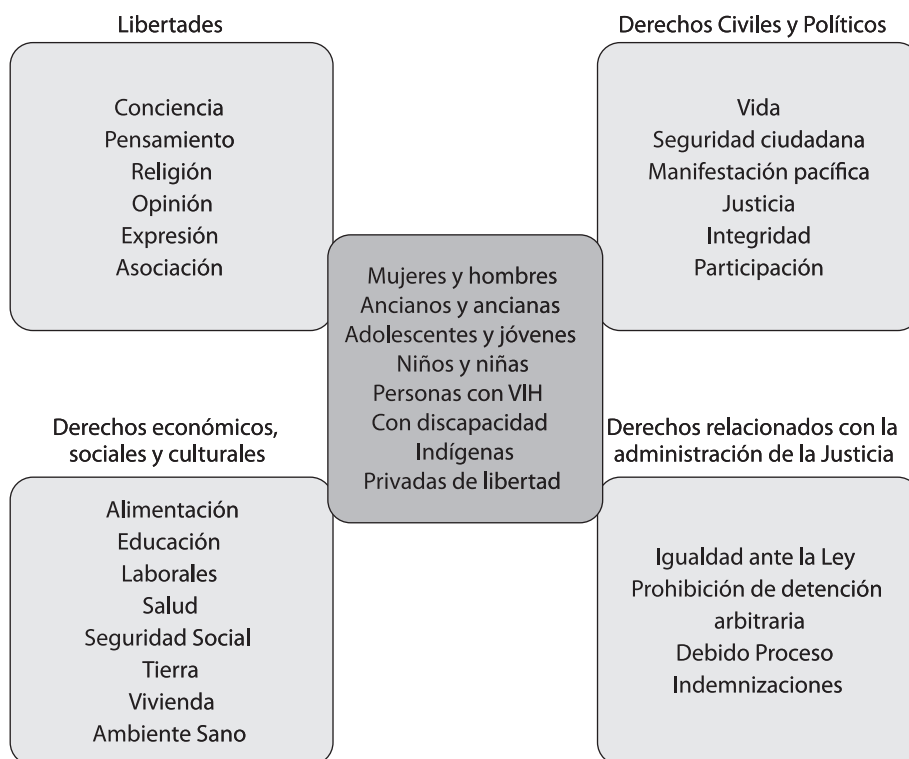 Libertades
Conciencia
Pensamiento
Religión
Opinión
Expresión
Asociación
Derechos Civiles y Políticos
Vida
Seguridad ciudadana
Manifestación pacífica
Justicia
Integridad
Participación
Mujeres y hombres
Ancianos y ancianas
Adolescentes y jóvenes
Niños y niñas
Personas con VIH
Con discapacidad
Indígenas
Privadas de libertad
Derechos económicos,
sociales y culturales
Alimentación
Educación
Laborales
Salud
Seguridad Social
Tierra
Vivienda
Ambiente Sano
Derechos relacionados con la
administración de la Justicia
Igualdad ante la Ley
Prohibición de detención
arbitraria
Debido Proceso
Indemnizaciones